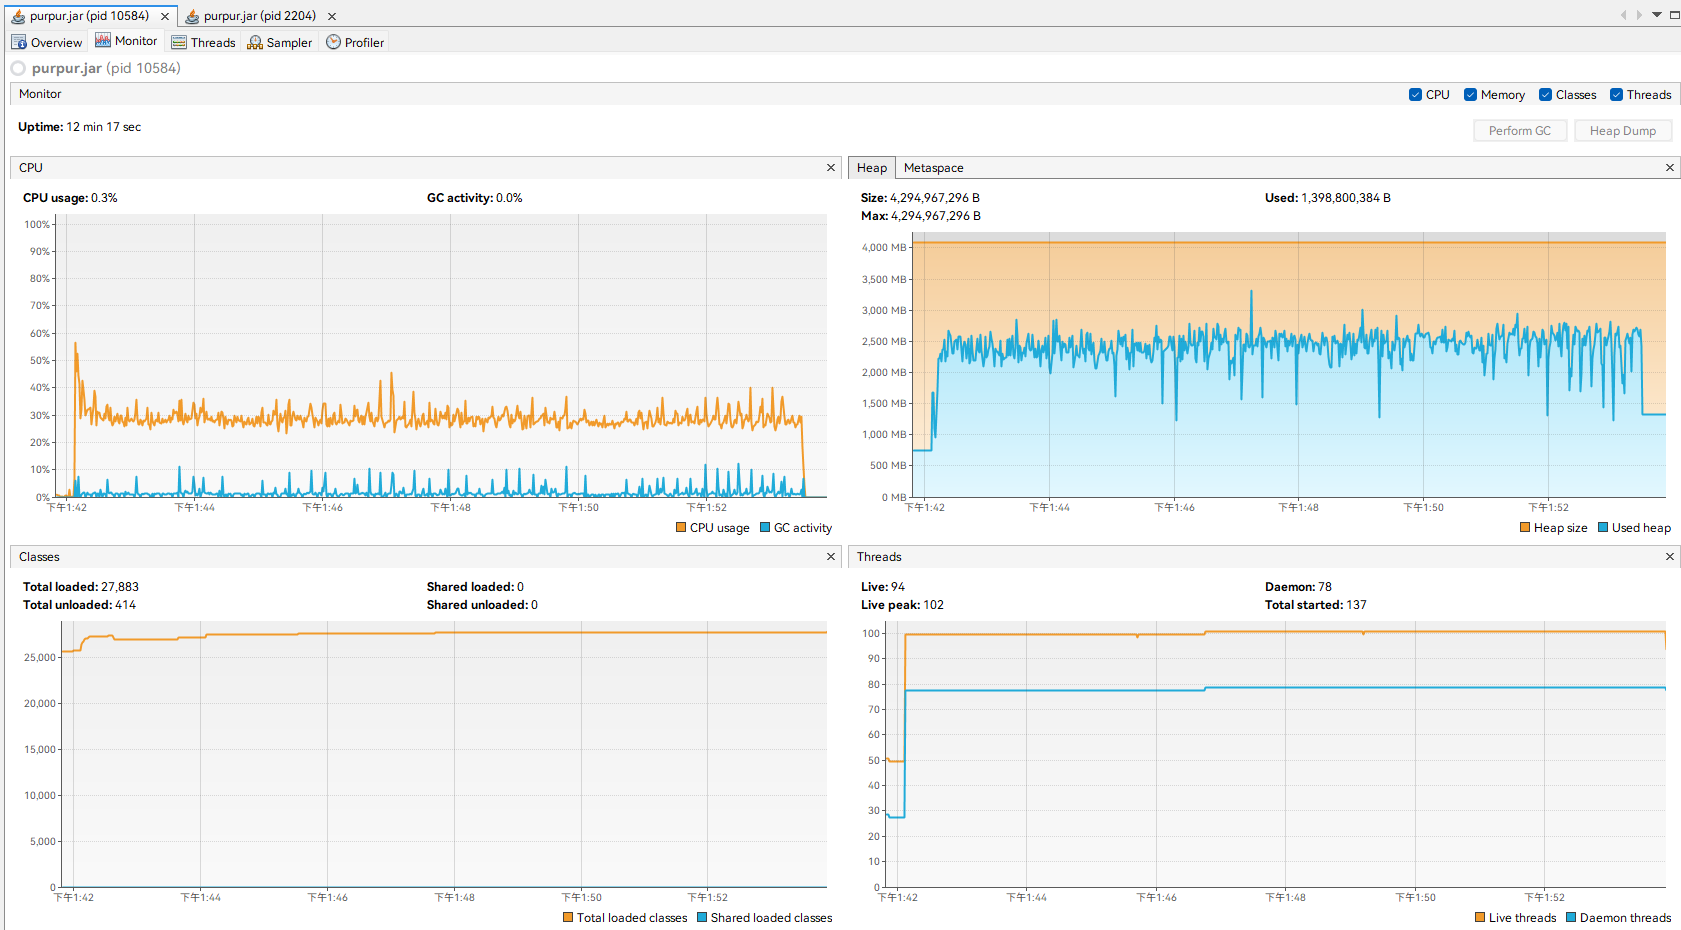 purpur.jar (pid 10584) purpur.jar (pid 2204)
Overview Monitor Threads Sampler Profiler
purpur.jar (pid 10584)
Monitor CPU Memory Classes Threads
Uptime: 12 min 17 sec Perform GC Heap Dump
CPU
CPU usage: 0.3% GC activity: 0.0%
100%
90%
80%
70%
60%
50%
40%
30%
20%
10%
0%
下午1:42 下午1:44 下午1:46 下午1:48 下午1:50 下午1:52
CPU usage GC activity
Heap Metaspace
Size: 4,294,967,296 B Used: 1,398,800,384 B
Max: 4,294,967,296 B
4,000 MB
3,500 MB
3,000 MB
2,500 MB
2,000 MB
1,500 MB
1,000 MB
500 MB
0 MB
下午1:42 下午1:44 下午1:46 下午1:48 下午1:50 下午1:52
Heap size Used heap
Classes
Total loaded: 27,883 Shared loaded: 0
Total unloaded: 414 Shared unloaded: 0
25,000
20,000
15,000
10,000
5,000
0
下午1:42 下午1:44 下午1:46 下午1:48 下午1:50 下午1:52
Total loaded classes Shared loaded classes
Threads
Live: 94 Daemon: 78
Live peak: 102 Total started: 137
100
90
80
70
60
50
40
30
20
10
0
下午1:42 下午1:44 下午1:46 下午1:48 下午1:50 下午1:52
Live threads Daemon threads